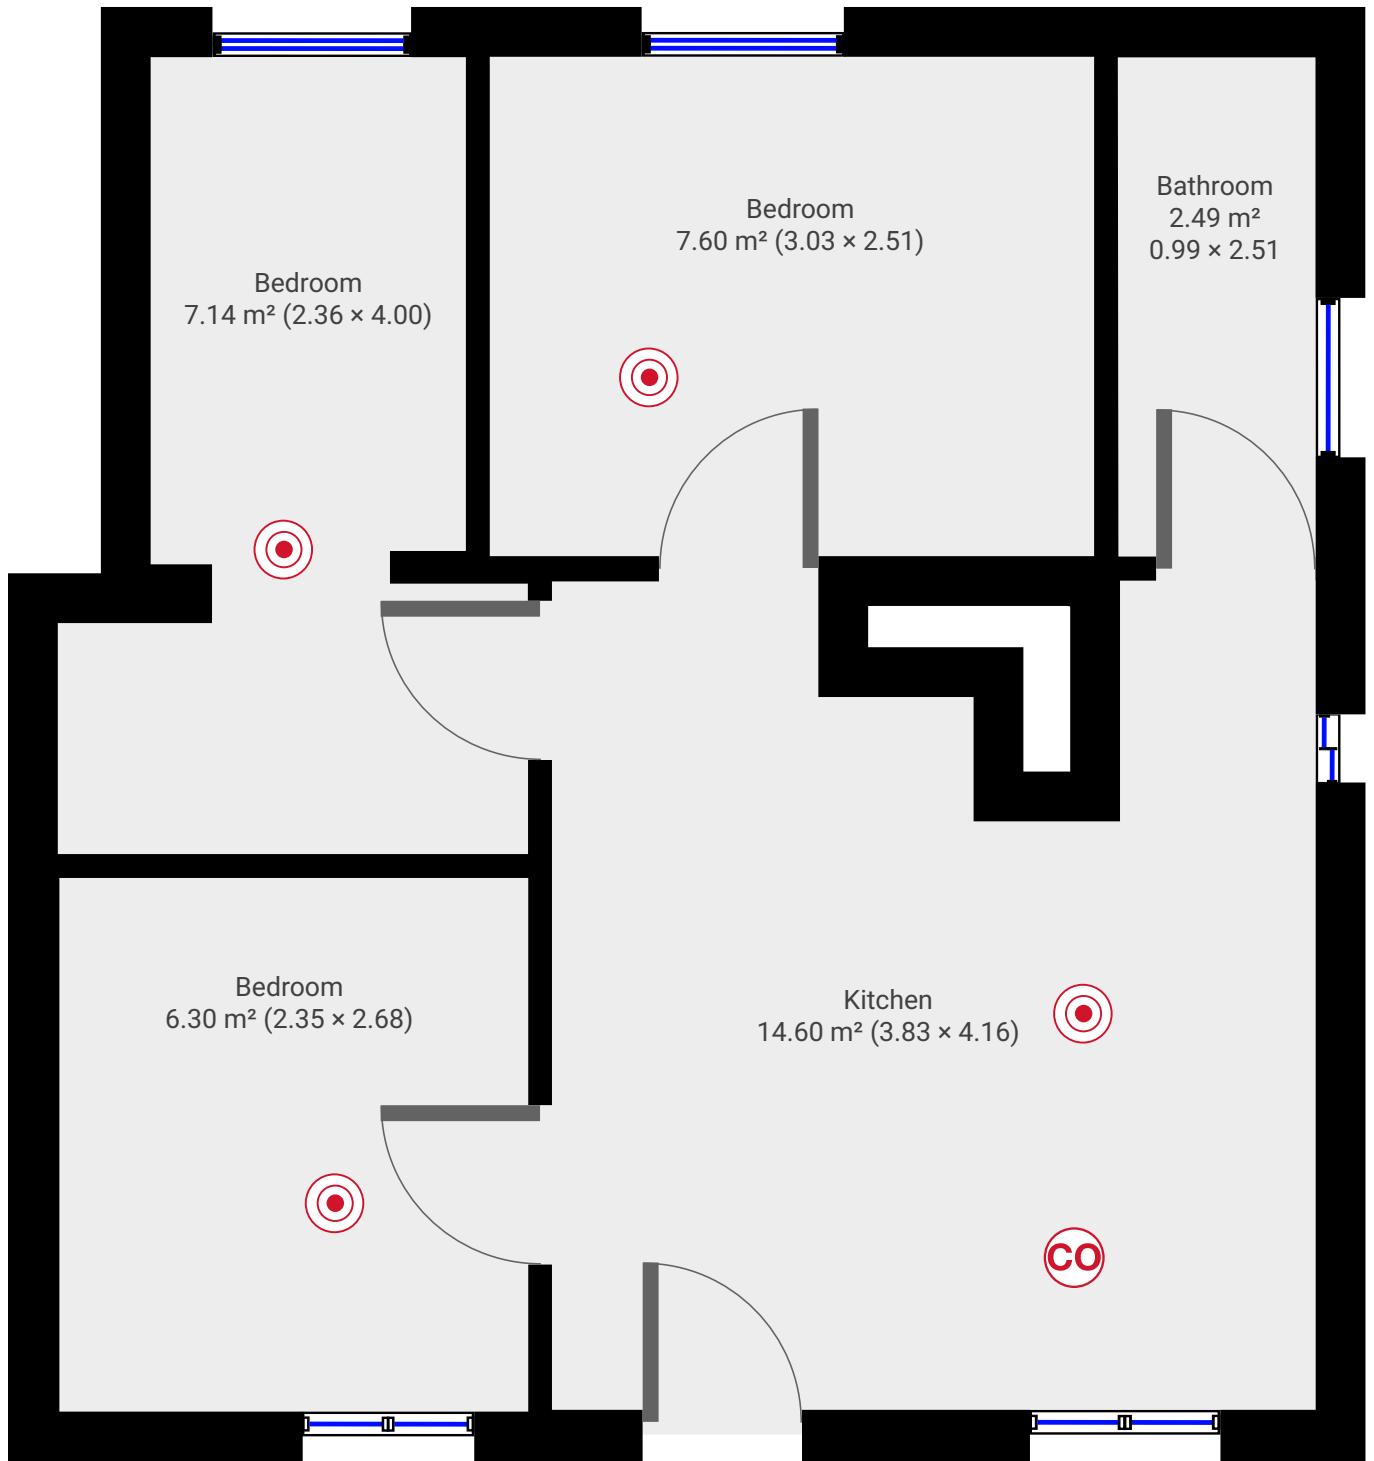 Bathroom
2.49 m²
0.99 × 2.51
Bedroom
7.60 m² (3.03 × 2.51)
Bedroom
7.14 m² (2.36 × 4.00)
Bedroom
6.30 m² (2.35 × 2.68)
Kitchen
14.60 m² (3.83 × 4.16)
CO